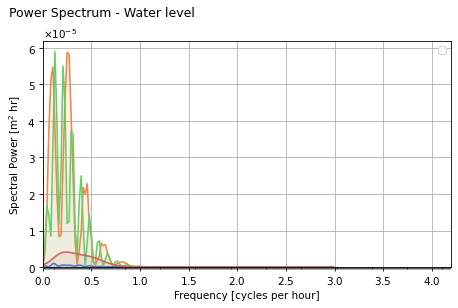 Power Spectrum - Water level
×10⁻⁵
6
5
4
3
2
1
0
Spectral Power [m² hr]
0.0 0.5 1.0 1.5 2.0 2.5 3.0 3.5 4.0
Frequency [cycles per hour]